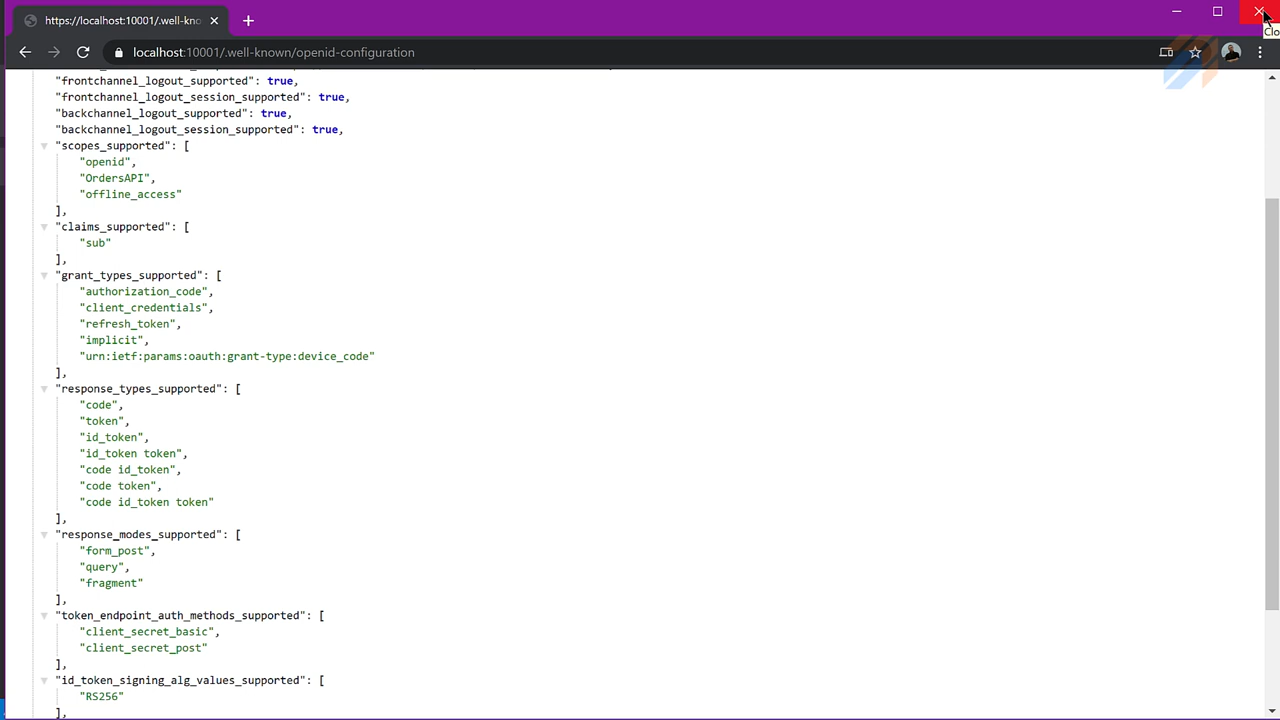 https://localhost:10001/.well-kno
localhost:10001/.well-known/openid-configuration
Clo
"frontchannel_logout_supported": true,
"frontchannel_logout_session_supported": true,
"backchannel_logout_supported": true,
"backchannel_logout_session_supported": true,
"scopes_supported": [
"openid",
"OrdersAPI",
"offline_access"
],
"claims_supported": [
"sub"
],
"grant_types_supported": [
"authorization_code",
"client_credentials",
"refresh_token",
"implicit",
"urn:ietf:params:oauth:grant-type:device_code"
],
"response_types_supported": [
"code",
"token",
"id_token",
"id_token token",
"code id_token",
"code token",
"code id_token token"
],
"response_modes_supported": [
"form_post",
"query",
"fragment"
],
"token_endpoint_auth_methods_supported": [
"client_secret_basic",
"client_secret_post"
],
"id_token_signing_alg_values_supported": [
"RS256"
],